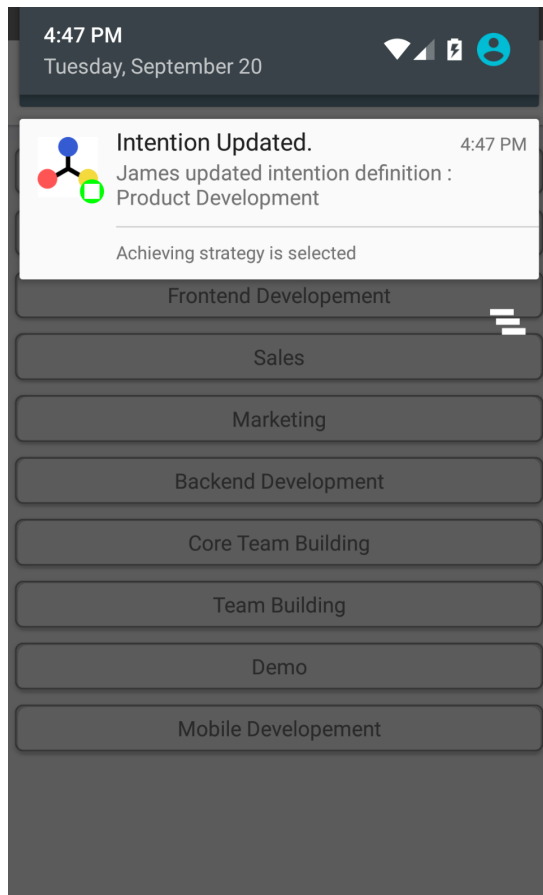 4:47 PM
Tuesday, September 20
Intention Updated.
4:47 PM
James updated intention definition :
Product Development
Achieving strategy is selected
Frontend Developement
Sales
Marketing
Backend Development
Core Team Building
Team Building
Demo
Mobile Developement